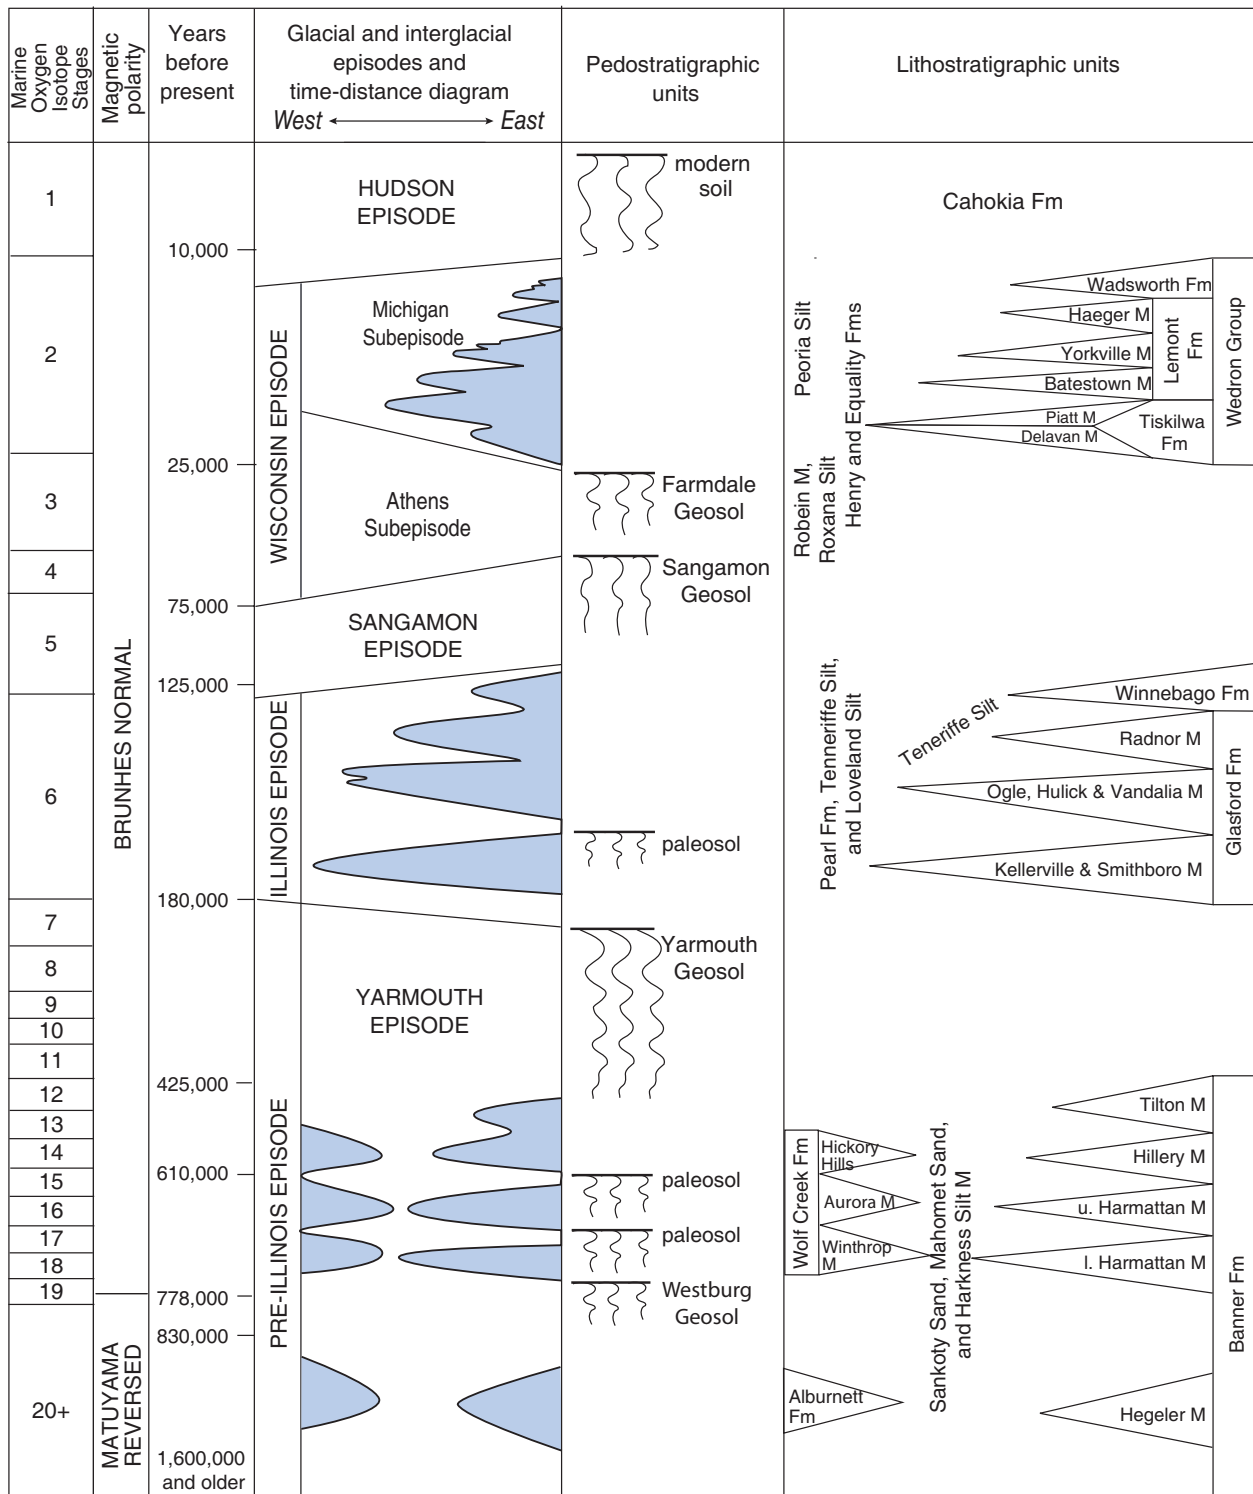 Marine
Oxygen
Isotope
Stages
Magnetic
polarity
Years
before
present
Glacial and interglacial
episodes and
time-distance diagram
West
East
Pedostratigraphic
units
Lithostratigraphic units
1
2
3
4
5
6
7
8
9
10
11
12
13
14
15
16
17
18
19
20+
BRUNHES NORMAL
MATUYAMA
REVERSED
10,000
25,000
75,000
125,000
180,000
425,000
610,000
778,000
830,000
1,600,000
and older
HUDSON
EPISODE
WISCONSIN EPISODE
Michigan
Subepisode
Athens
Subepisode
SANGAMON
EPISODE
ILLINOIS EPISODE
YARMOUTH
EPISODE
PRE-ILLINOIS EPISODE
modern
soil
Farmdale
Geosol
Sangamon
Geosol
paleosol
Yarmouth
Geosol
paleosol
paleosol
Westburg
Geosol
Cahokia Fm
Peoria Silt
Robein M,
Roxana Silt
Henry and Equality Fms
Wadsworth Fm
Haeger M
Yorkville M
Batestown M
Lemont
Fm
Piatt M
Delavan M
Tiskilwa
Fm
Wedron Group
Pearl Fm, Tenneriffe Silt,
and Loveland Silt
Teneriffe Silt
Winnebago Fm
Radnor M
Ogle, Hulick & Vandalia M
Kellerville & Smithboro M
Glasford Fm
Wolf Creek Fm
Hickory
Hills
Aurora M
Winthrop
M
Alburnett
Fm
Sankoty Sand, Mahomet Sand,
and Harkness Silt M
Tilton M
Hillery M
u. Harmattan M
l. Harmattan M
Hegeler M
Banner Fm